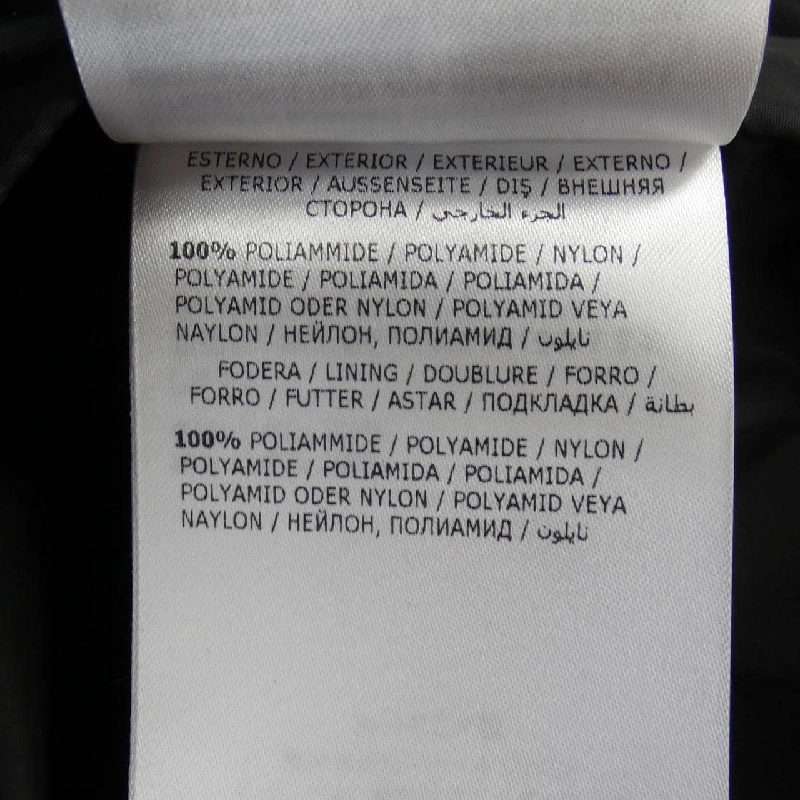 ESTERNO / EXTERIOR / EXTERIEUR / EXTERNO /
EXTERIOR / AUSSENSEITE / DIŞ / ВНЕШНЯЯ
СТОРОНА / الجزء الخارجي
100% POLIAMMIDE / POLYAMIDE / NYLON /
POLYAMIDE / POLIAMIDA / POLIAMIDA /
POLYAMID ODER NYLON / POLYAMID VEYA
NAYLON / НЕЙЛОН, ПОЛИАМИД / نايلون
FODERA / LINING / DOUBLURE / FORRO /
FORRO / FUTTER / ASTAR / ПОДКЛАДКА / بطانة
100% POLIAMMIDE / POLYAMIDE / NYLON /
POLYAMIDE / POLIAMIDA / POLIAMIDA /
POLYAMID ODER NYLON / POLYAMID VEYA
NAYLON / НЕЙЛОН, ПОЛИАМИД / نايلون